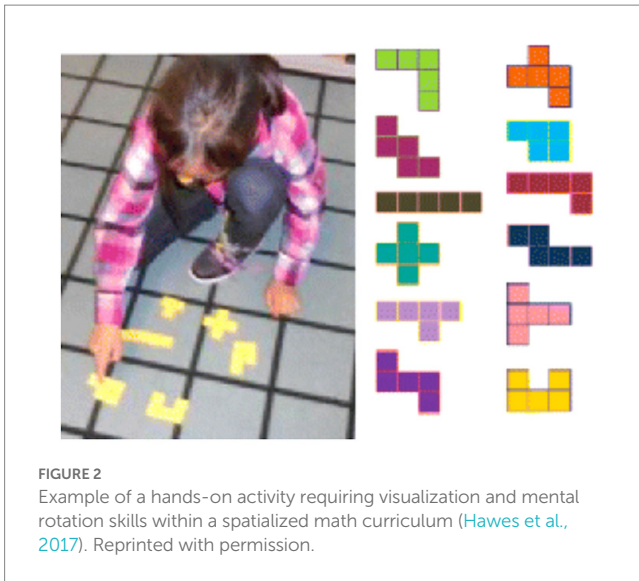 FIGURE 2
Example of a hands-on activity requiring visualization and mental
rotation skills within a spatialized math curriculum (Hawes et al.,
2017). Reprinted with permission.